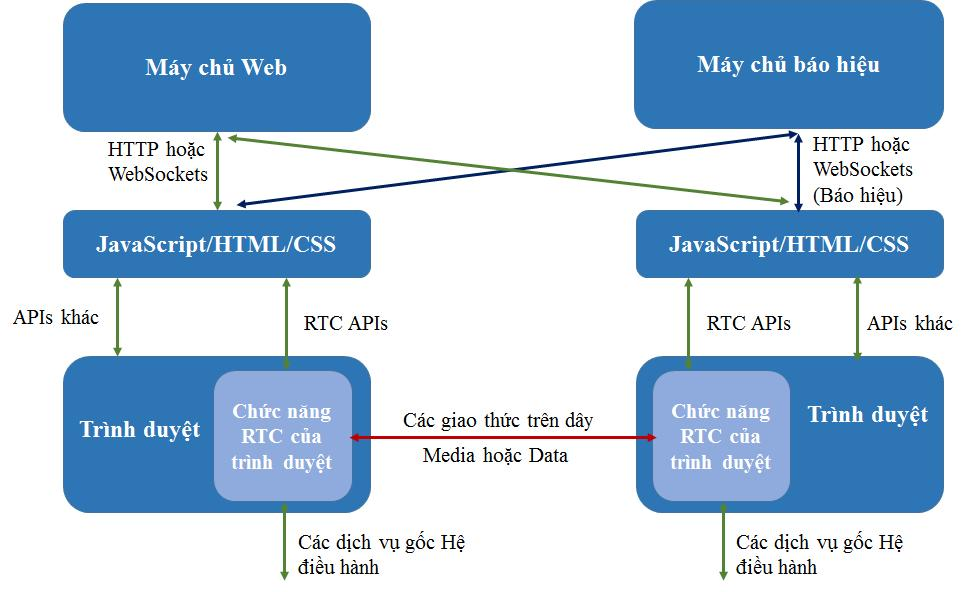 Máy chủ Web
Máy chủ báo hiệu
HTTP hoặc
WebSockets
HTTP hoặc
WebSockets
(Báo hiệu)
JavaScript/HTML/CSS
JavaScript/HTML/CSS
APIs khác
RTC APIs
RTC APIs
APIs khác
Trình duyệt
Chức năng
RTC của
trình duyệt
Các giao thức trên dây
Media hoặc Data
Chức năng
RTC của
trình duyệt
Trình duyệt
Các dịch vụ gốc Hệ
điều hành
Các dịch vụ gốc Hệ
điều hành